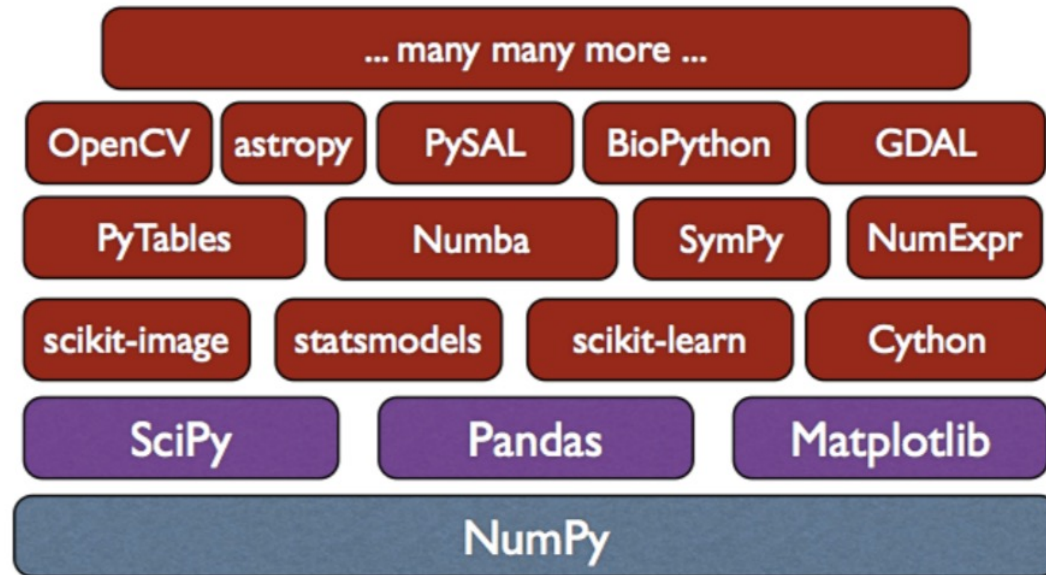 ... many many more ...
OpenCV astropy PySAL BioPython GDAL
PyTables Numba SymPy NumExpr
scikit-image statsmodels scikit-learn Cython
SciPy Pandas Matplotlib
NumPy